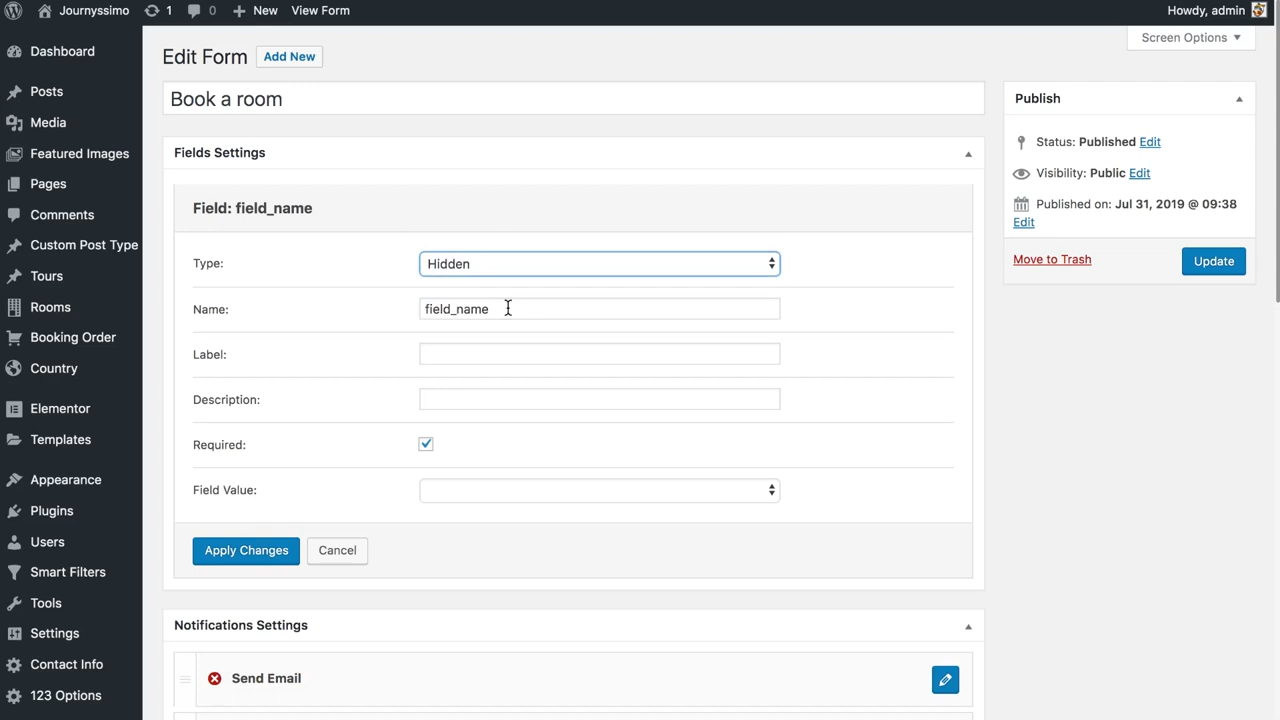 Journyssimo 1 0 New View Form Howdy, admin
Screen Options
Dashboard
Posts
Media
Featured Images
Pages
Comments
Custom Post Type
Tours
Rooms
Booking Order
Country
Elementor
Templates
Appearance
Plugins
Users
Smart Filters
Tools
Settings
Contact Info
123 Options
Edit Form Add New
Book a room
Fields Settings
Field: field_name
Type: Hidden
Name: field_name
Label:
Description:
Required:
Field Value:
Apply Changes Cancel
Notifications Settings
Send Email
Publish
Status: Published Edit
Visibility: Public Edit
Published on: Jul 31, 2019 @ 09:38
Edit
Move to Trash Update